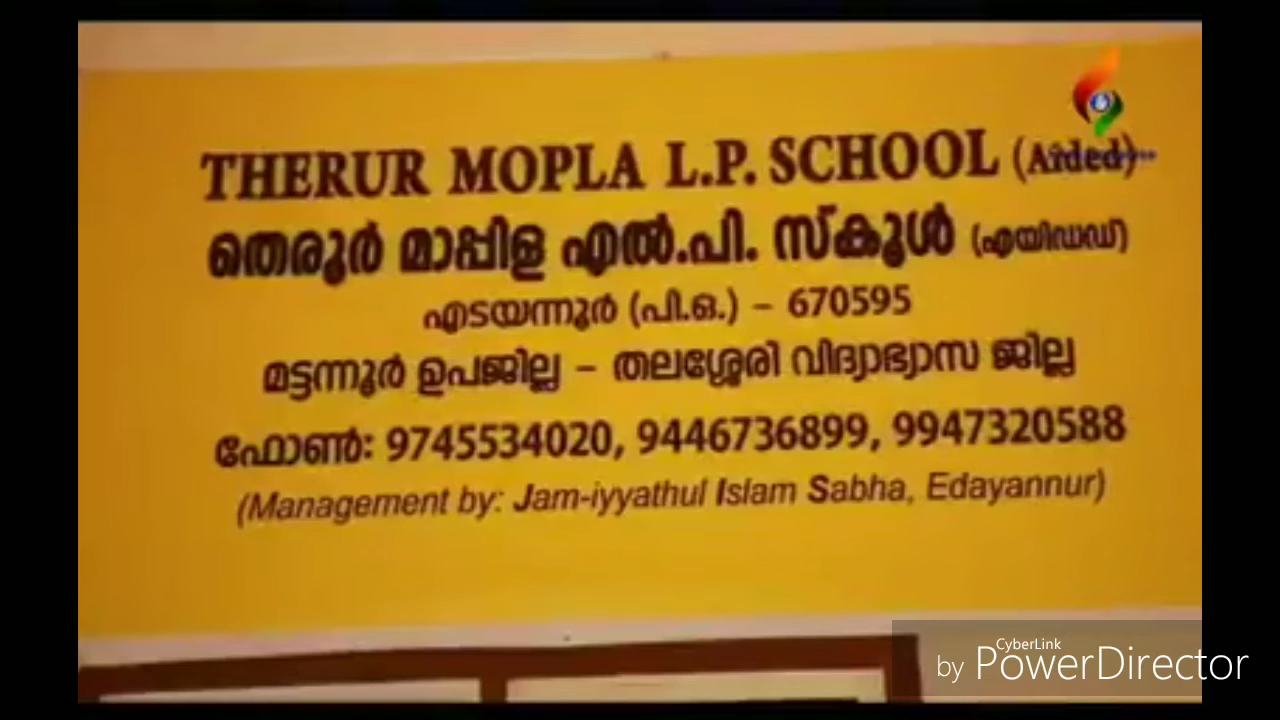 THERUR MOPLA L.P. SCHOOL (Aided)
തെരൂർ മാപ്പിള എൽ.പി. സ്കൂൾ (എയിഡഡ്)
എടയന്നൂർ (പി.ഒ.) – 670595
മട്ടന്നൂർ ഉപജില്ല – തലശ്ശേരി വിദ്യാഭ്യാസ ജില്ല
ഫോൺ: 9745534020, 9446736899, 9947320588
(Management by: Jam-iyyathul Islam Sabha, Edayannur)
CyberLink
by PowerDirector